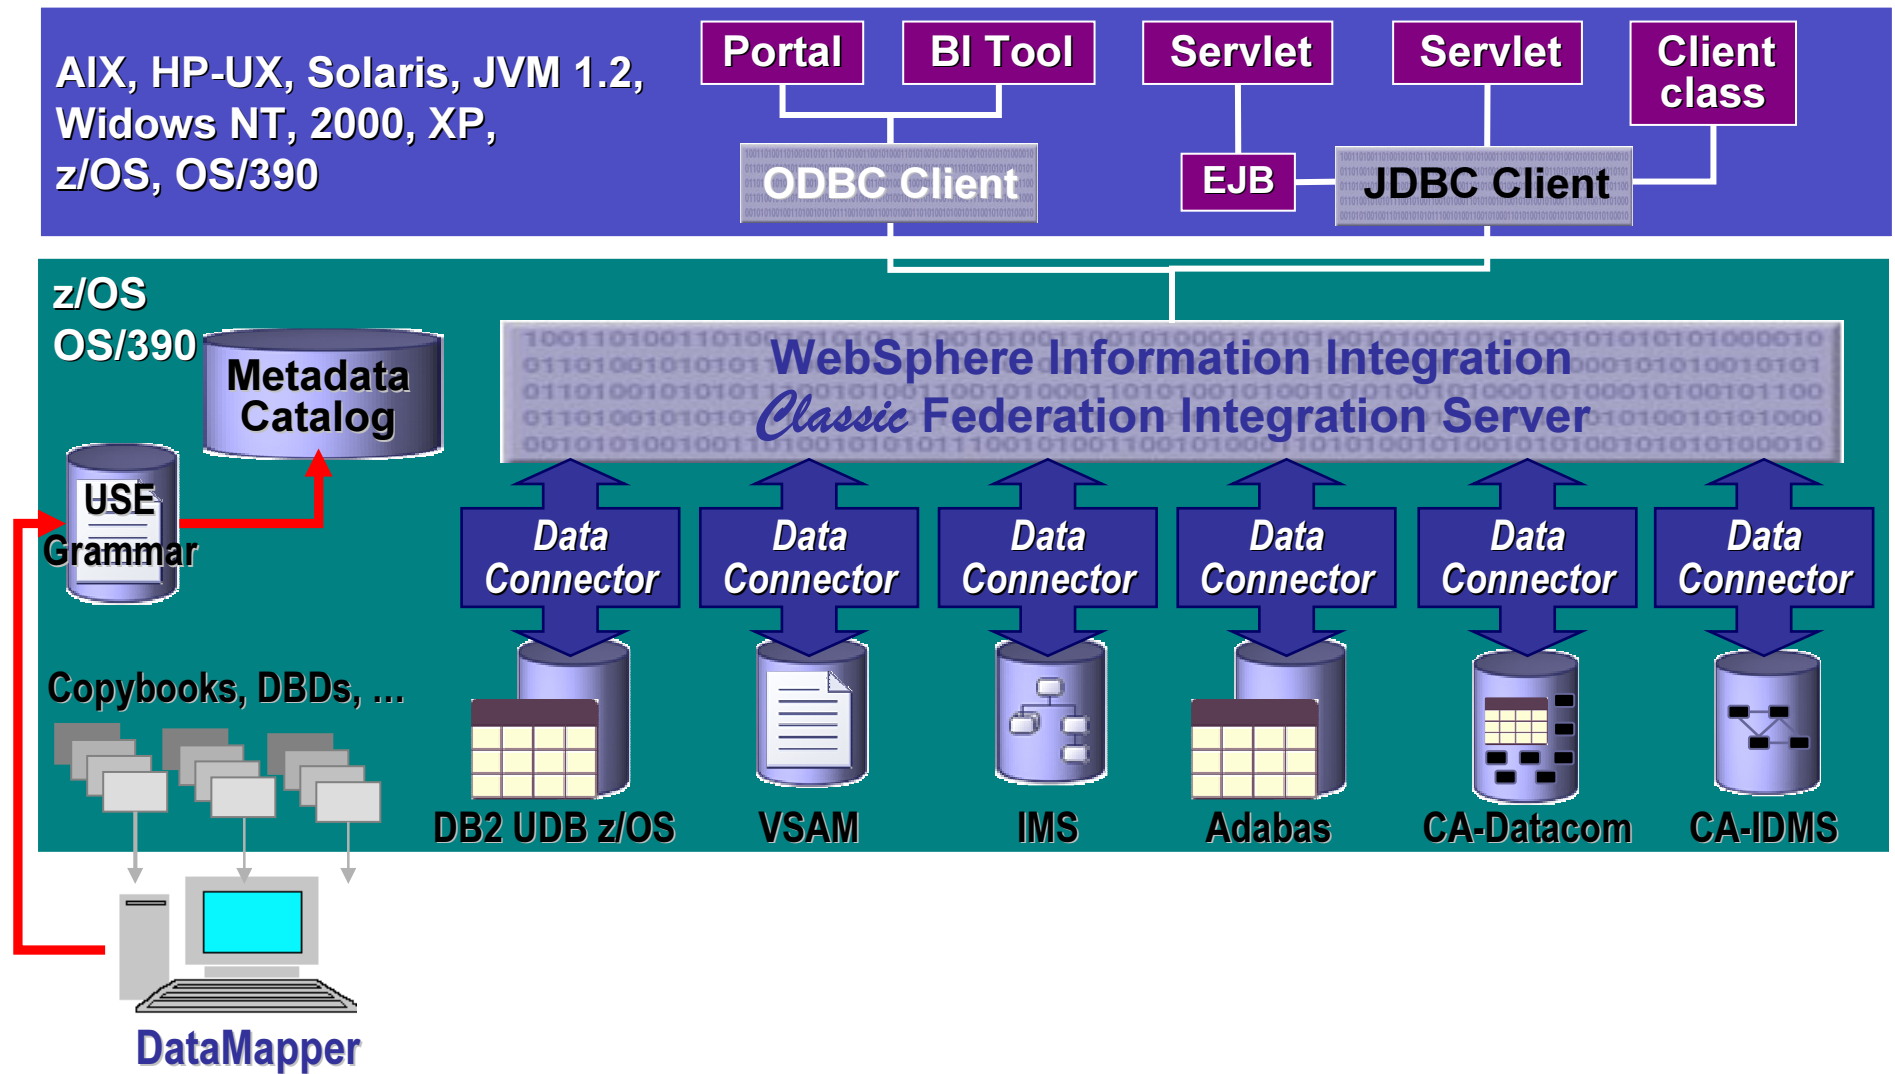 AIX, HP-UX, Solaris, JVM 1.2,
Widows NT, 2000, XP,
z/OS, OS/390
Portal
BI Tool
Servlet
Servlet
Client
class
ODBC Client
EJB
JDBC Client
z/OS
OS/390
Metadata
Catalog
WebSphere Information Integration
Classic Federation Integration Server
USE
Grammar
Data
Connector
Data
Connector
Data
Connector
Data
Connector
Data
Connector
Data
Connector
Copybooks, DBDs, ...
DB2 UDB z/OS
VSAM
IMS
Adabas
CA-Datacom
CA-IDMS
DataMapper